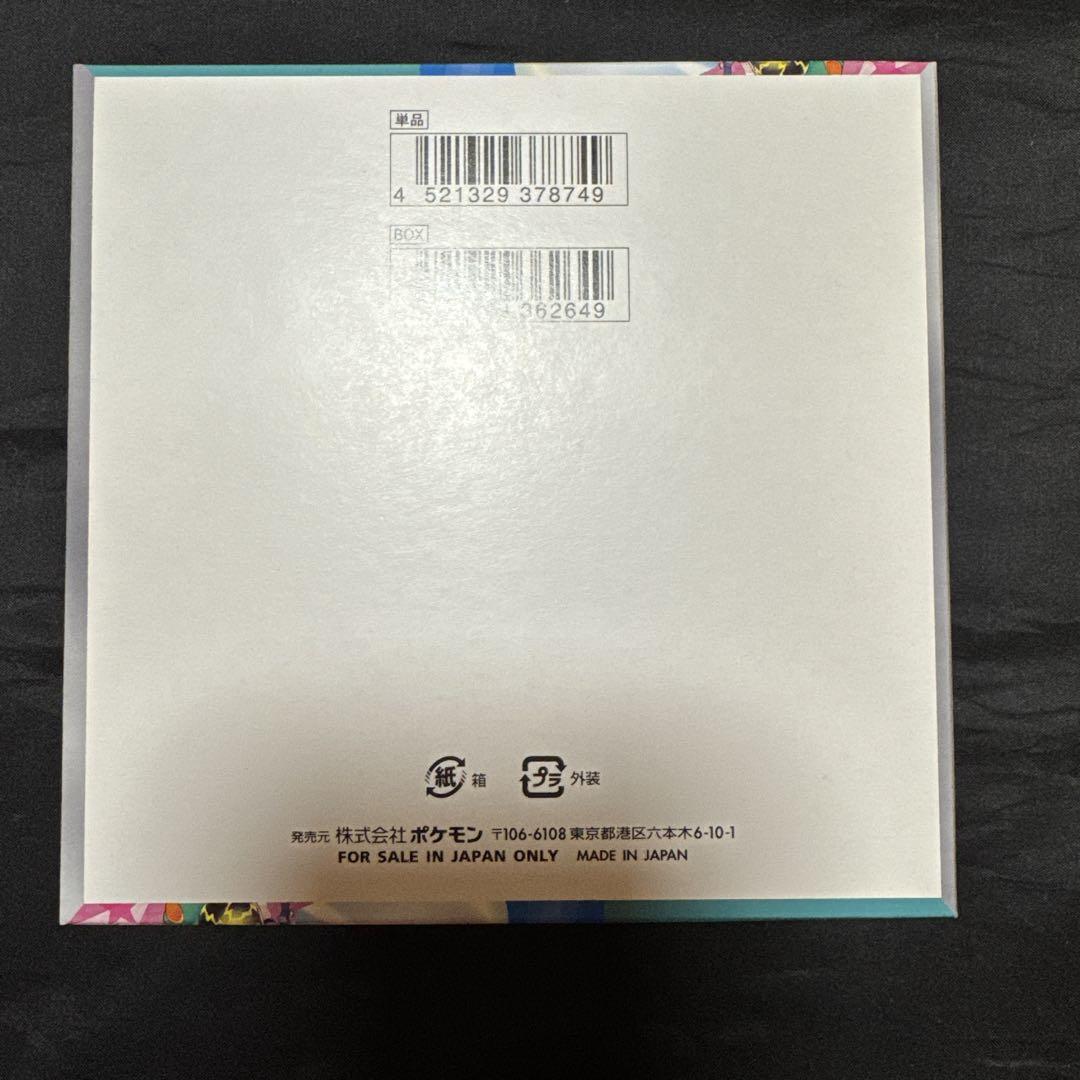 単品
4 521329 378749
BOX
362649
紙 箱 プラ 外装
発売元 株式会社ポケモン 〒106-6108 東京都港区六本木6-10-1
FOR SALE IN JAPAN ONLY MADE IN JAPAN